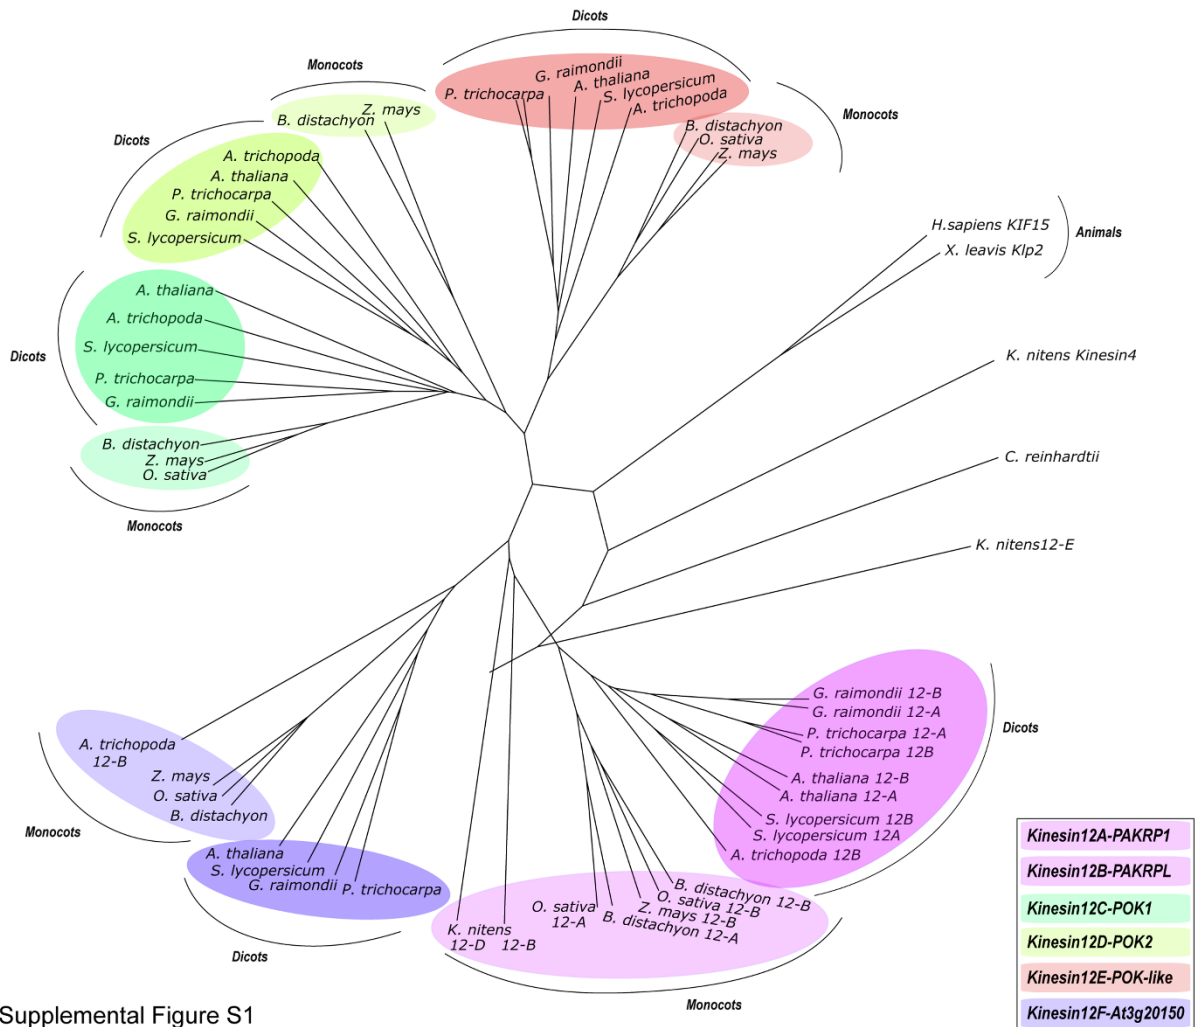 Dicots
Monocots
G. raimondii
A. thaliana
P. trichocarpa
S. lycopersicum
A. trichopoda
Monocots
B. distachyon
O. sativa
Z. mays
Z. mays
B. distachyon
Dicots
A. trichopoda
A. thaliana
P. trichocarpa
G. raimondii
S. lycopersicum
H.sapiens KIF15
X. leavis Klp2
Animals
A. thaliana
A. trichopoda
S. lycopersicum
Dicots
P. trichocarpa
G. raimondii
K. nitens Kinesin4
B. distachyon
Z. mays
O. sativa
Monocots
C. reinhardtii
K. nitens12-E
G. raimondii 12-B
G. raimondii 12-A
P. trichocarpa 12-A
P. trichocarpa 12B
Dicots
A. thaliana 12-B
A. thaliana 12-A
S. lycopersicum 12B
S. lycopersicum 12A
A. trichopoda 12B
A. trichopoda
12-B
Z. mays
O. sativa
B. distachyon
Monocots
A. thaliana
S. lycopersicum
G. raimondii
P. trichocarpa
Dicots
K. nitens
12-D 12-B
O. sativa
12-A
B. distachyon 12-B
O. sativa 12-B
Z. mays 12-B
B. distachyon 12-A
Monocots
Kinesin12A-PAKRP1
Kinesin12B-PAKRPL
Kinesin12C-POK1
Kinesin12D-POK2
Kinesin12E-POK-like
Kinesin12F-At3g20150
Supplemental Figure S1